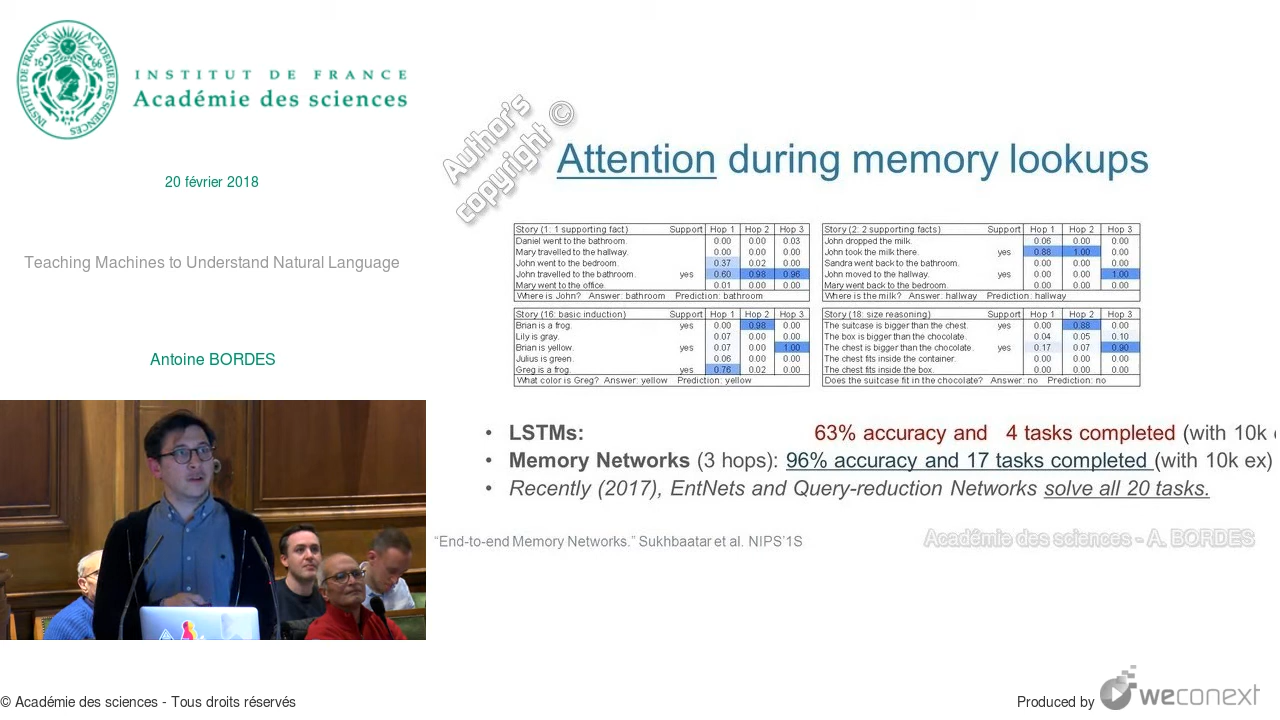 INSTITUT DE FRANCE
Académie des sciences
INSTITUT DE FRANCE ACADEMIE DES SCIENCES
1666
20 février 2018
Teaching Machines to Understand Natural Language
Antoine BORDES
Author's
copyright ©
Attention during memory lookups
Story (1: 1 supporting fact) Support Hop 1 Hop 2 Hop 3
Daniel went to the bathroom. 0.00 0.00 0.03
Mary travelled to the hallway. 0.00 0.00 0.00
John went to the bedroom. 0.37 0.02 0.00
John travelled to the bathroom. yes 0.60 0.98 0.96
Mary went to the office. 0.01 0.00 0.00
Where is John? Answer: bathroom Prediction: bathroom
Story (2: 2 supporting facts) Support Hop 1 Hop 2 Hop 3
John dropped the milk. 0.06 0.00 0.00
John took the milk there. yes 0.88 1.00 0.00
Sandra went back to the bathroom. 0.00 0.00 0.00
John moved to the hallway. yes 0.00 0.00 1.00
Mary went back to the bedroom. 0.00 0.00 0.00
Where is the milk? Answer: hallway Prediction: hallway
Story (16: basic induction) Support Hop 1 Hop 2 Hop 3
Brian is a frog. yes 0.00 0.98 0.00
Lily is gray. 0.07 0.00 0.00
Brian is yellow. yes 0.07 0.00 1.00
Julius is green. 0.06 0.00 0.00
Greg is a frog. yes 0.76 0.02 0.00
What color is Greg? Answer: yellow Prediction: yellow
Story (18: size reasoning) Support Hop 1 Hop 2 Hop 3
The suitcase is bigger than the chest. yes 0.00 0.88 0.00
The box is bigger than the chocolate. 0.04 0.05 0.10
The chest is bigger than the chocolate. yes 0.17 0.07 0.90
The chest fits inside the container. 0.00 0.00 0.00
The chest fits inside the box. 0.00 0.00 0.00
Does the suitcase fit in the chocolate? Answer: no Prediction: no
• LSTMs: 63% accuracy and 4 tasks completed (with 10k e
• Memory Networks (3 hops): 96% accuracy and 17 tasks completed (with 10k ex)
• Recently (2017), EntNets and Query-reduction Networks solve all 20 tasks.
"End-to-end Memory Networks." Sukhbaatar et al. NIPS'1S
Académie des sciences - A. BORDES
© Académie des sciences - Tous droits réservés
Produced by weconext